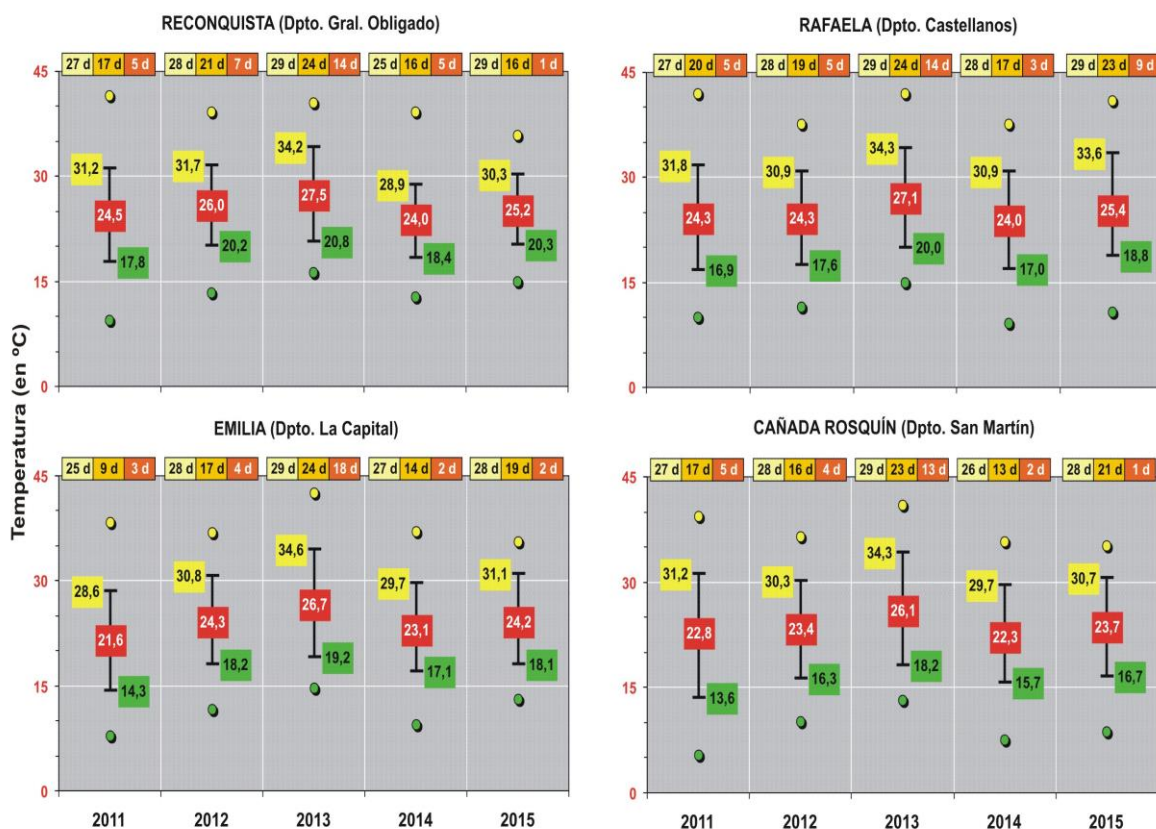 RECONQUISTA (Dpto. Gral. Obligado)
27 d 17 d 5 d 28 d 21 d 7 d 29 d 24 d 14 d 25 d 16 d 5 d 29 d 16 d 1 d
45
30
15
0
31,2 24,5 17,8
31,7 26,0 20,2
34,2 27,5 20,8
28,9 24,0 18,4
30,3 25,2 20,3
RAFAELA (Dpto. Castellanos)
27 d 20 d 5 d 28 d 19 d 5 d 29 d 24 d 14 d 28 d 17 d 3 d 29 d 23 d 9 d
45
30
15
0
31,8 24,3 16,9
30,9 24,3 17,6
34,3 27,1 20,0
30,9 24,0 17,0
33,6 25,4 18,8
Temperatura (en ºC)
EMILIA (Dpto. La Capital)
25 d 9 d 3 d 28 d 17 d 4 d 29 d 24 d 18 d 27 d 14 d 2 d 28 d 19 d 2 d
45
30
15
0
28,6 21,6 14,3
30,8 24,3 18,2
34,6 26,7 19,2
29,7 23,1 17,1
31,1 24,2 18,1
2011 2012 2013 2014 2015
CAÑADA ROSQUÍN (Dpto. San Martín)
27 d 17 d 5 d 28 d 16 d 4 d 29 d 23 d 13 d 26 d 13 d 2 d 28 d 21 d 1 d
45
30
15
0
31,2 22,8 13,6
30,3 23,4 16,3
34,3 26,1 18,2
29,7 22,3 15,7
30,7 23,7 16,7
2011 2012 2013 2014 2015